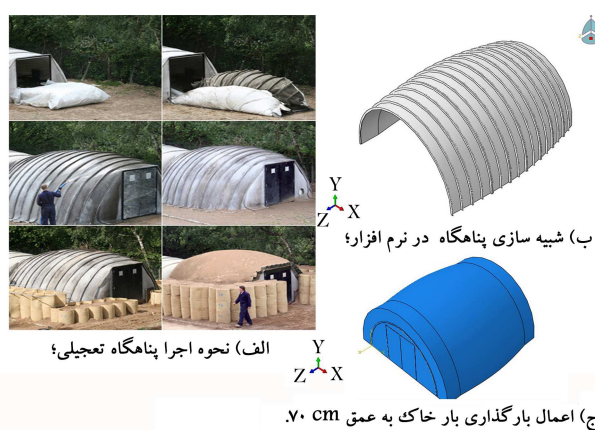 Y
Z X
ب) شبیه سازی پناهگاه در نرم افزار؛
الف) نحوه اجرا پناهگاه تعجیلی؛
Y
Z X
ج) اعمال بارگذاری بار خاک به عمق ۷۰ cm.